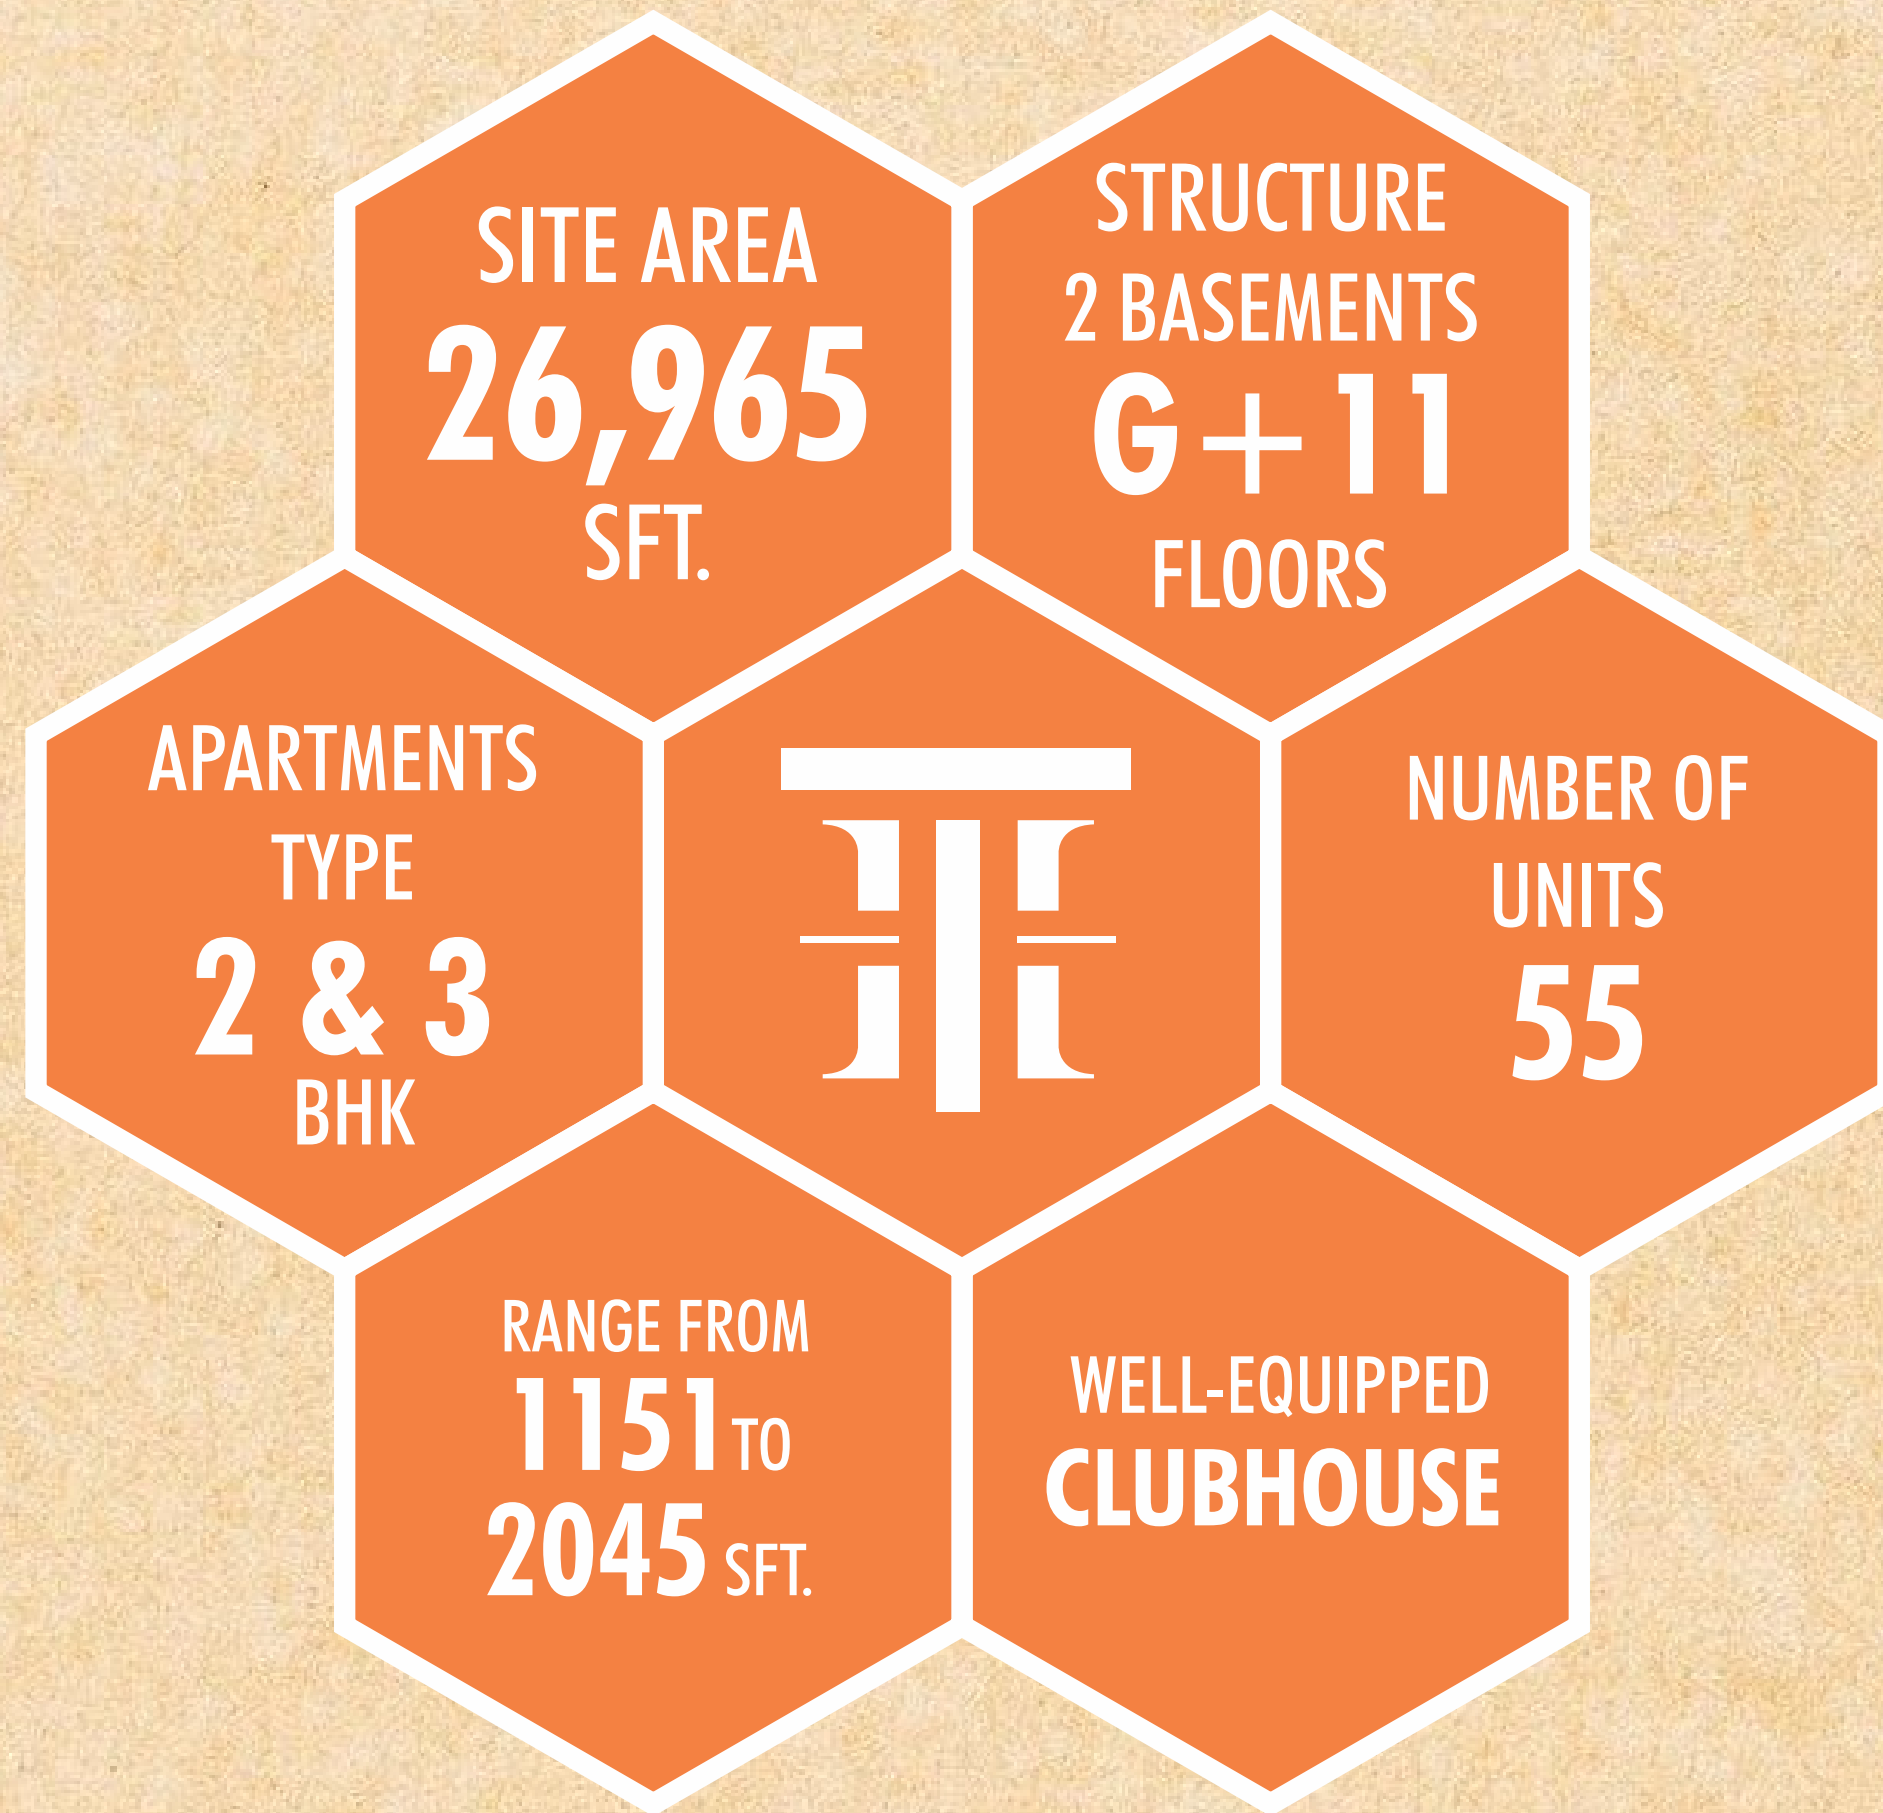 SITE AREA
26,965
SFT.
STRUCTURE
2 BASEMENTS
G+11
FLOORS
APARTMENTS
TYPE
2 & 3
BHK
NUMBER OF
UNITS
55
RANGE FROM
1151 TO
2045 SFT.
WELL-EQUIPPED
CLUBHOUSE